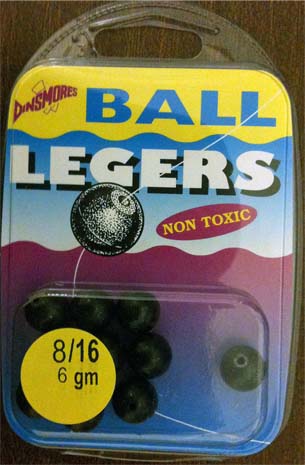 DINSMORES
BALL
LEGERS
NON TOXIC
8/16
6 gm